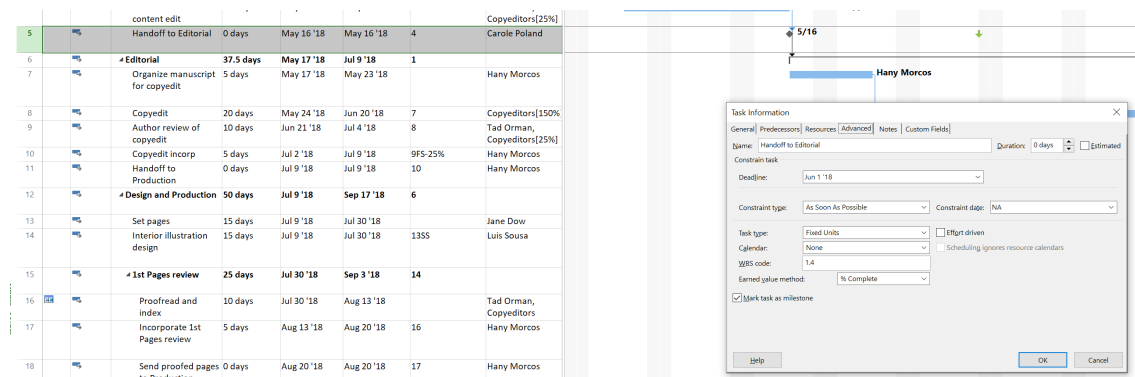 content edit Copyeditors[25%]
5 Handoff to Editorial 0 days May 16 '18 May 16 '18 4 Carole Poland 5/16
6 Editorial 37.5 days May 17 '18 Jul 9 '18 1
7 Organize manuscript 5 days May 17 '18 May 23 '18 Hany Morcos Hany Morcos
for copyedit
8 Copyedit 20 days May 24 '18 Jun 20 '18 7 Copyeditors[150%
9 Author review of 10 days Jun 21 '18 Jul 4 '18 8 Tad Orman,
copyedit Copyeditors[25%]
10 Copyedit incorp 5 days Jul 2 '18 Jul 9 '18 9FS-25% Hany Morcos
11 Handoff to 0 days Jul 9 '18 Jul 9 '18 10 Hany Morcos
Production
12 Design and Production 50 days Jul 9 '18 Sep 17 '18 6
13 Set pages 15 days Jul 9 '18 Jul 30 '18 Jane Dow
14 Interior illustration 15 days Jul 9 '18 Jul 30 '18 13SS Luis Sousa
design
15 1st Pages review 25 days Jul 30 '18 Sep 3 '18 14
16 Proofread and 10 days Jul 30 '18 Aug 13 '18 Tad Orman,
index Copyeditors
17 Incorporate 1st 5 days Aug 13 '18 Aug 20 '18 16 Hany Morcos
Pages review
18 Send proofed pages 0 days Aug 20 '18 Aug 20 '18 17 Hany Morcos
Task Information
General Predecessors Resources Advanced Notes Custom Fields
Name: Handoff to Editorial Duration: 0 days Estimated
Constrain task
Deadline: Jun 1 '18
Constraint type: As Soon As Possible Constraint date: NA
Task type: Fixed Units Effort driven
Calendar: None Scheduling ignores resource calendars
WBS code: 1.4
Earned value method: % Complete
Mark task as milestone
Help OK Cancel